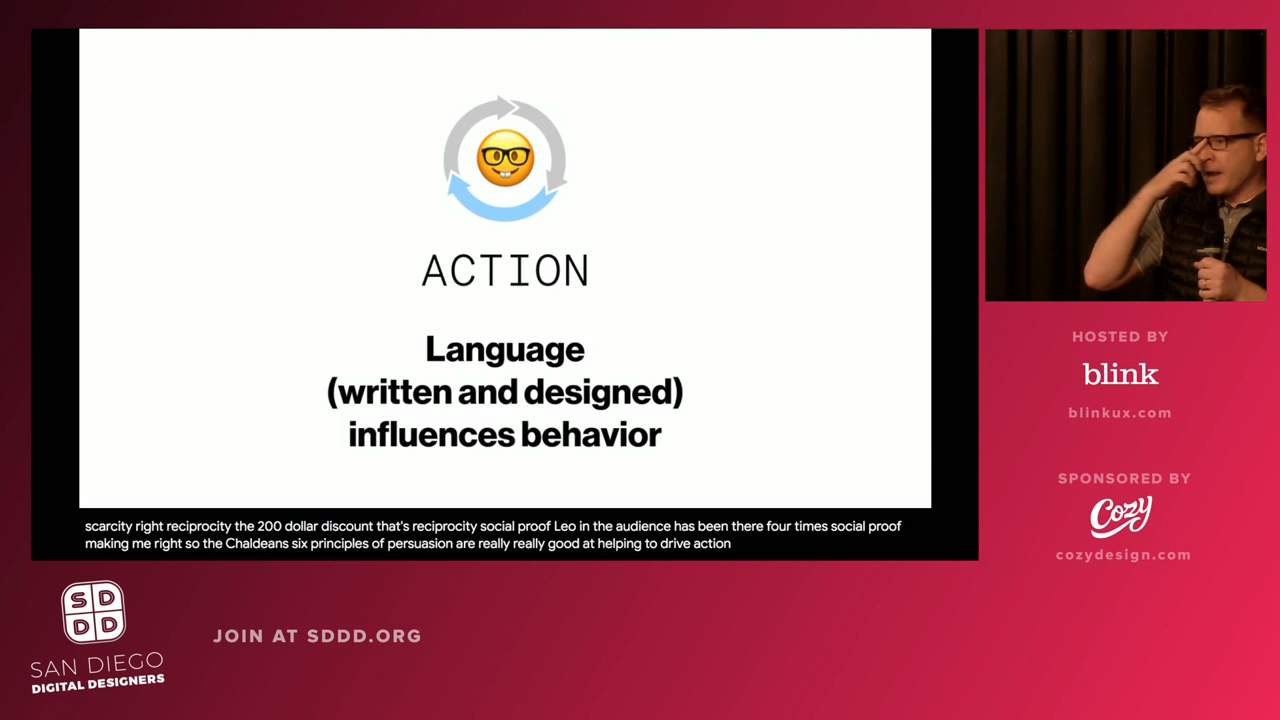 ACTION
Language
(written and designed)
influences behavior
scarcity right reciprocity the 200 dollar discount that's reciprocity social proof Leo in the audience has been there four times social proof
making me right so the Chaldeans six principles of persuasion are really really good at helping to drive action
HOSTED BY
blink
blinkux.com
SPONSORED BY
Cozy
cozydesign.com
SD
DD
SAN DIEGO
DIGITAL DESIGNERS
JOIN AT SDDD.ORG